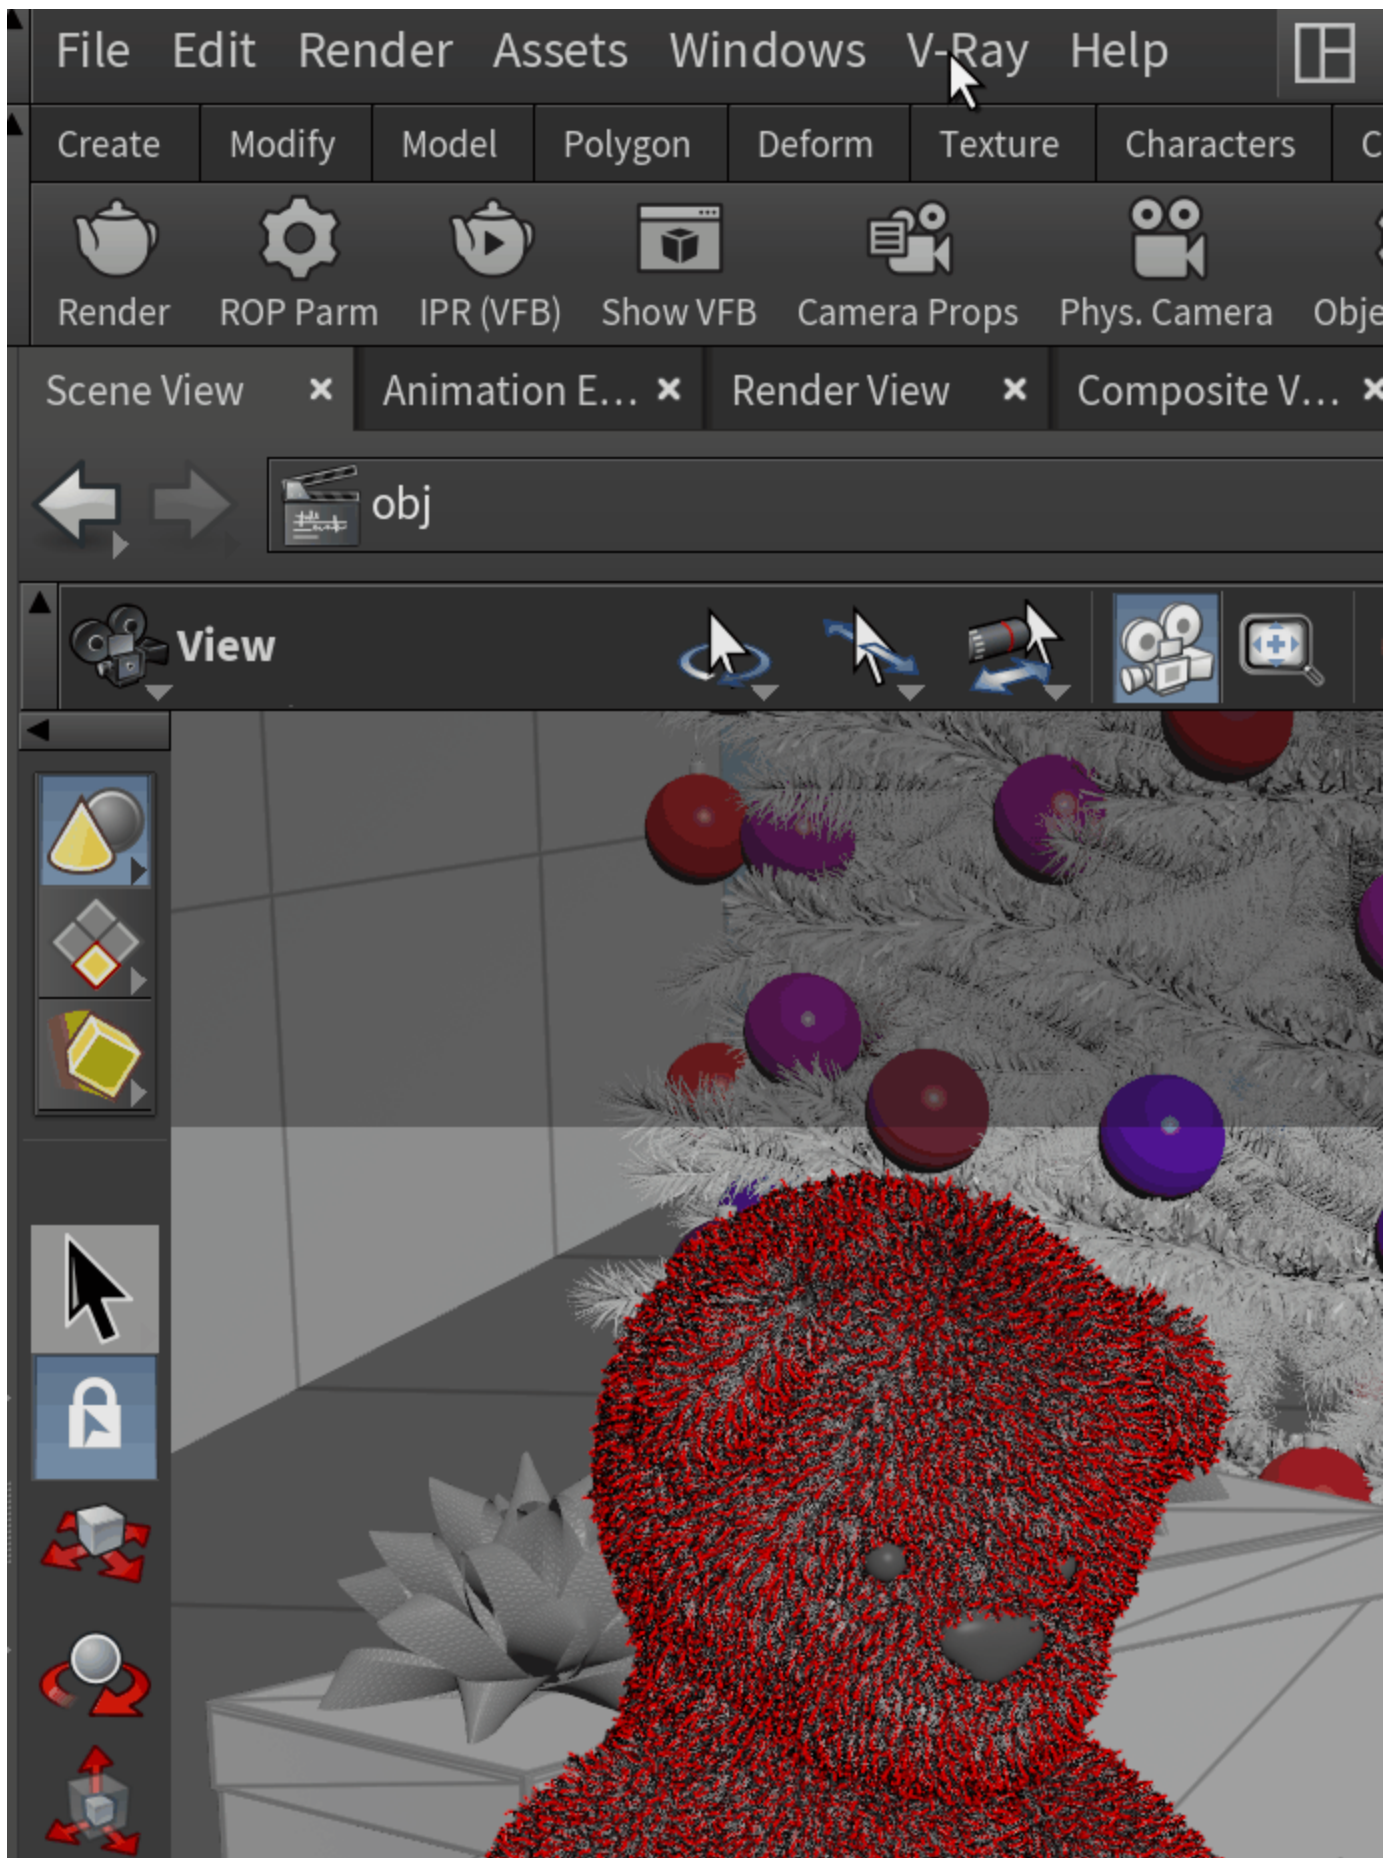 File Edit Render Assets Windows V-Ray Help
Create Modify Model Polygon Deform Texture Characters C
Render ROP Parm IPR (VFB) Show VFB Camera Props Phys. Camera Obje
Scene View × Animation E... × Render View × Composite V... ×
obj
View